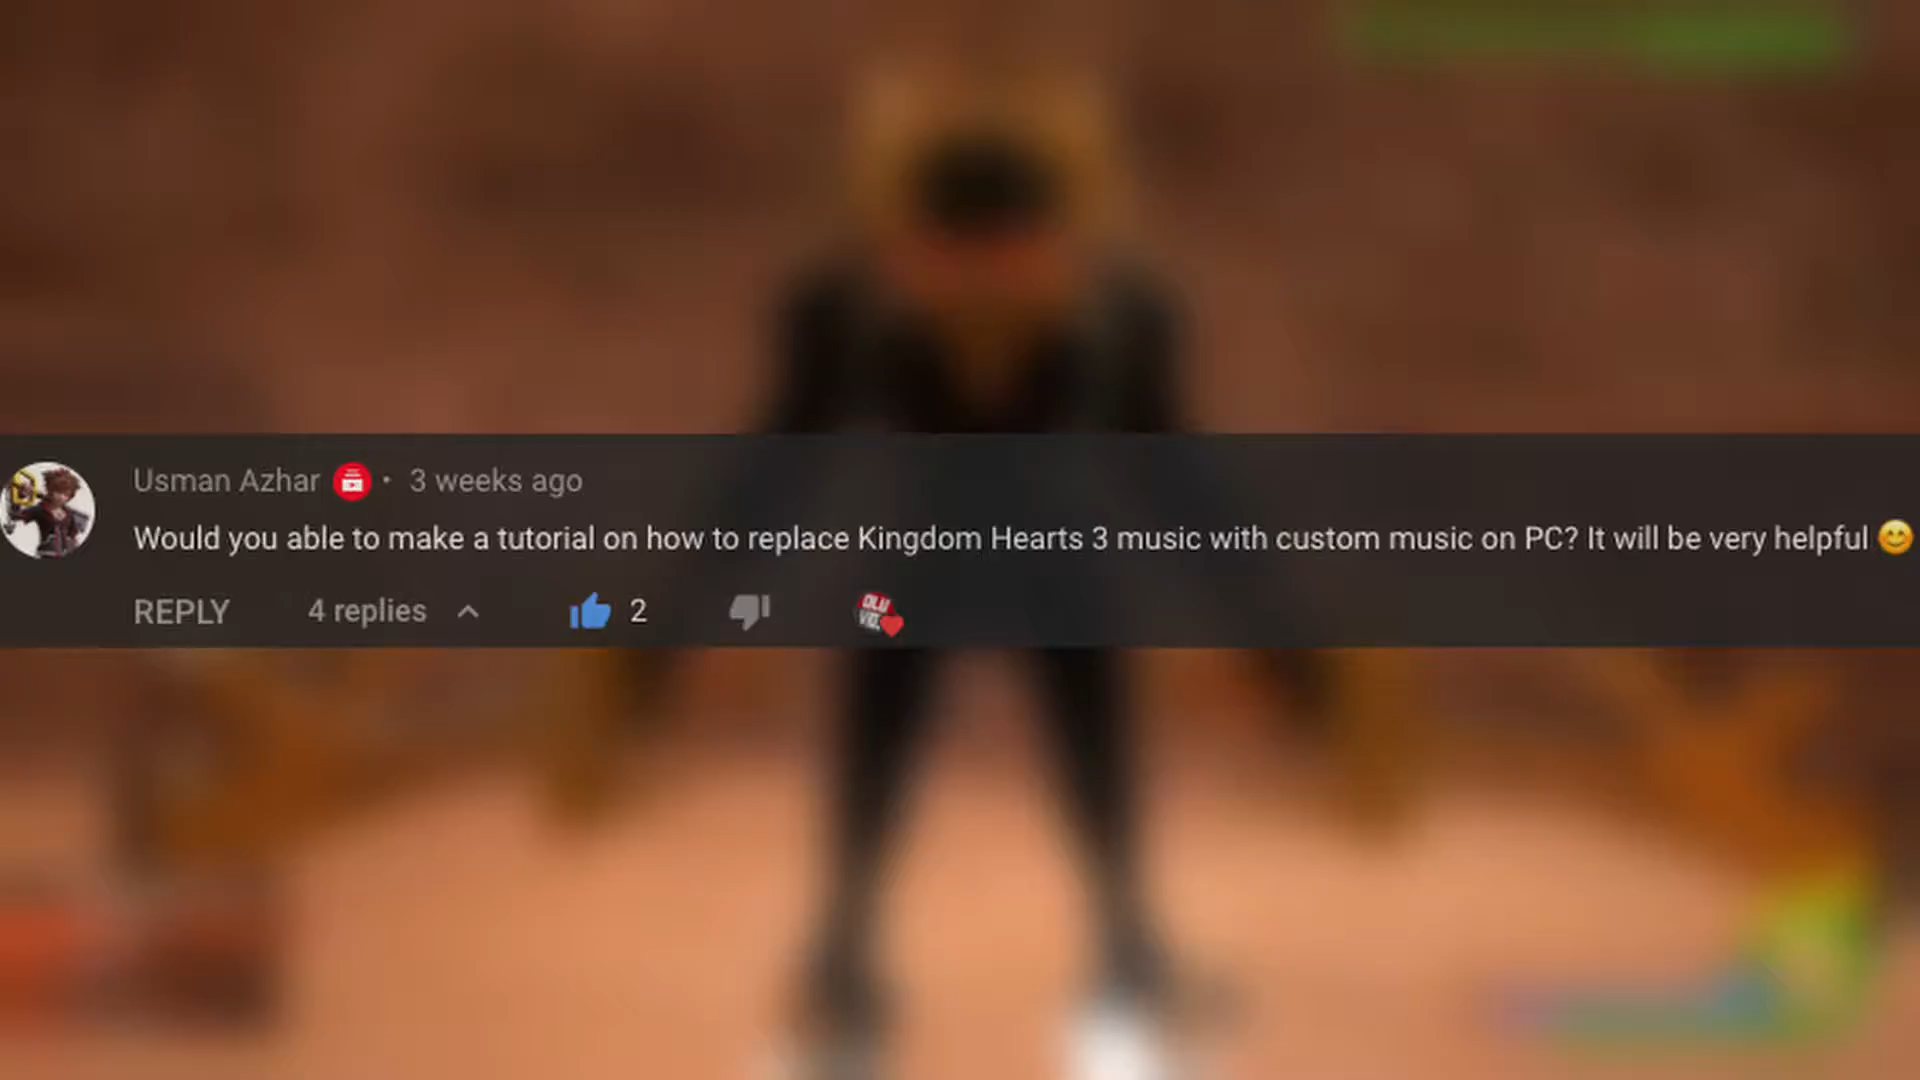 Usman Azhar • 3 weeks ago
Would you able to make a tutorial on how to replace Kingdom Hearts 3 music with custom music on PC? It will be very helpful 😊
REPLY 4 replies 2